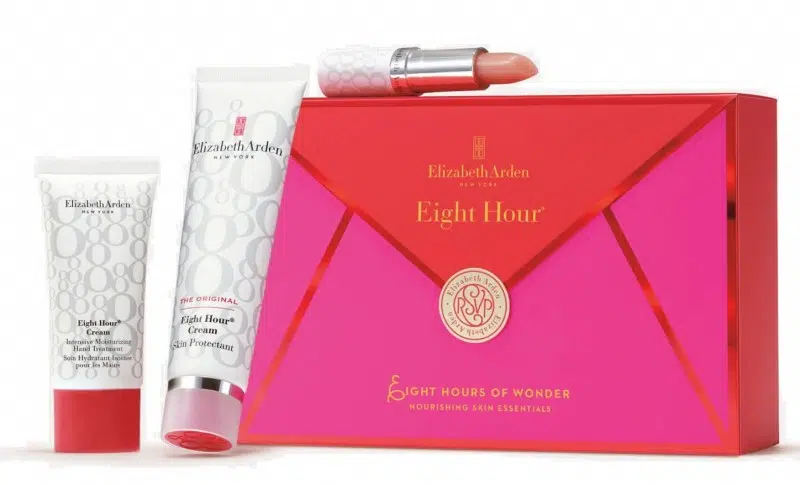 Elizabeth Arden
NEW YORK
Eight Hour®
Cream
Intensive Moisturizing
Hand Treatment
Soin Hydratant Intense
pour les Mains
Elizabeth Arden
NEW YORK
THE ORIGINAL
Eight Hour®
Cream
Skin Protectant
Elizabeth Arden
NEW YORK
Eight Hour®
Elizabeth Arden
RSVP
Elizabeth Arden
EIGHT HOURS OF WONDER
NOURISHING SKIN ESSENTIALS